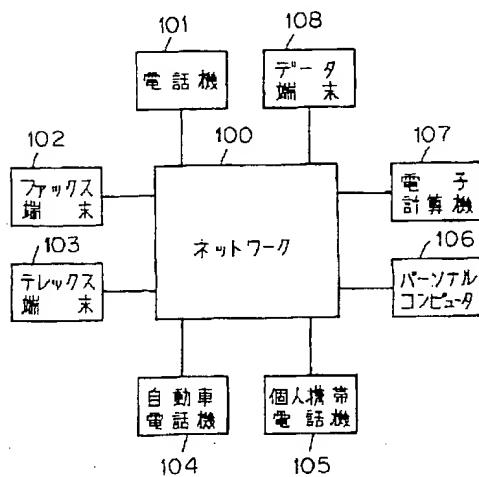 101
電話機
108
データ
端末
102
ファックス
端末
100
ネットワーク
107
電子
計算機
103
テレックス
端末
106
パーソナル
コンピュータ
自動車
電話機
104
個人携帯
電話機
105